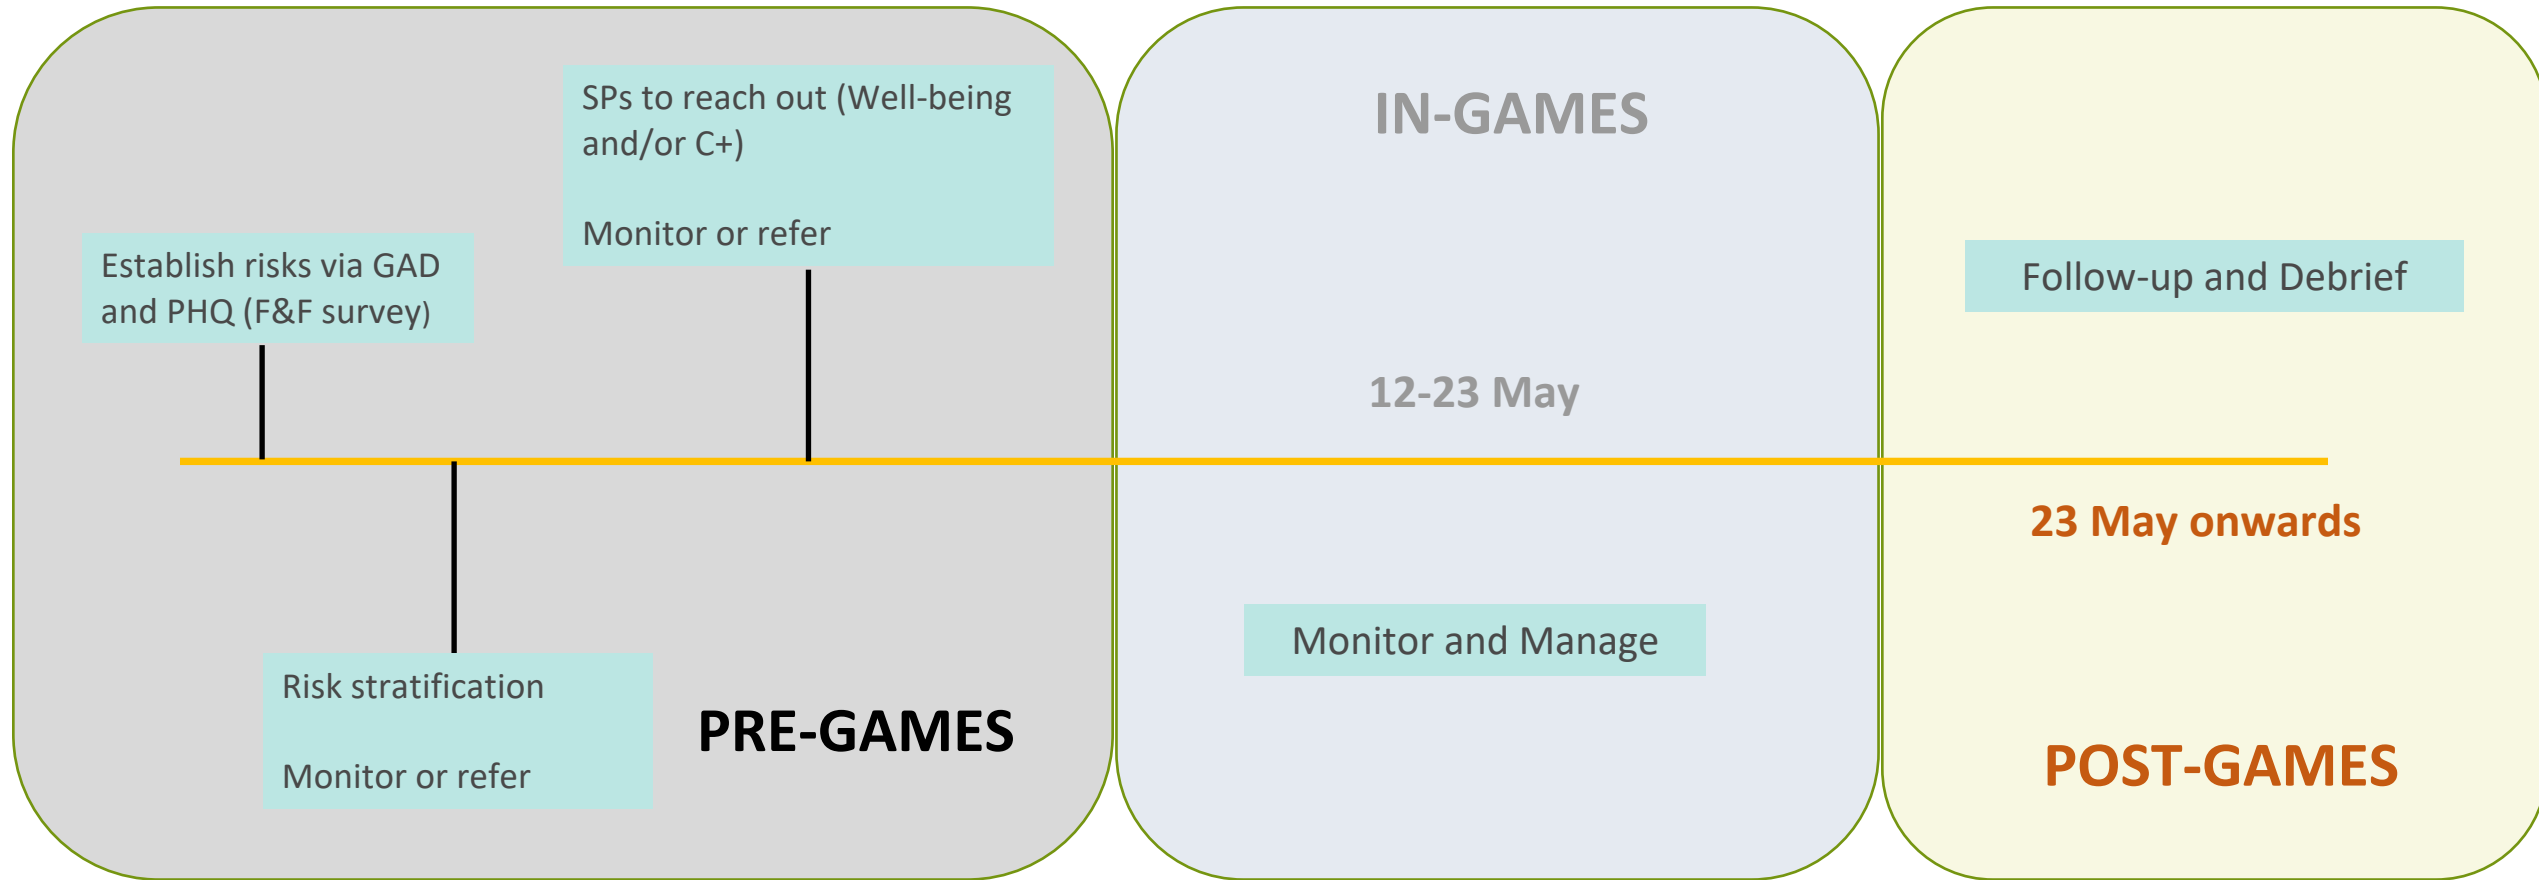 Establish risks via GAD
and PHQ (F&F survey)
Risk stratification
Monitor or refer
SPs to reach out (Well-being
and/or C+)
Monitor or refer
PRE-GAMES
IN-GAMES
12-23 May
Monitor and Manage
Follow-up and Debrief
23 May onwards
POST-GAMES